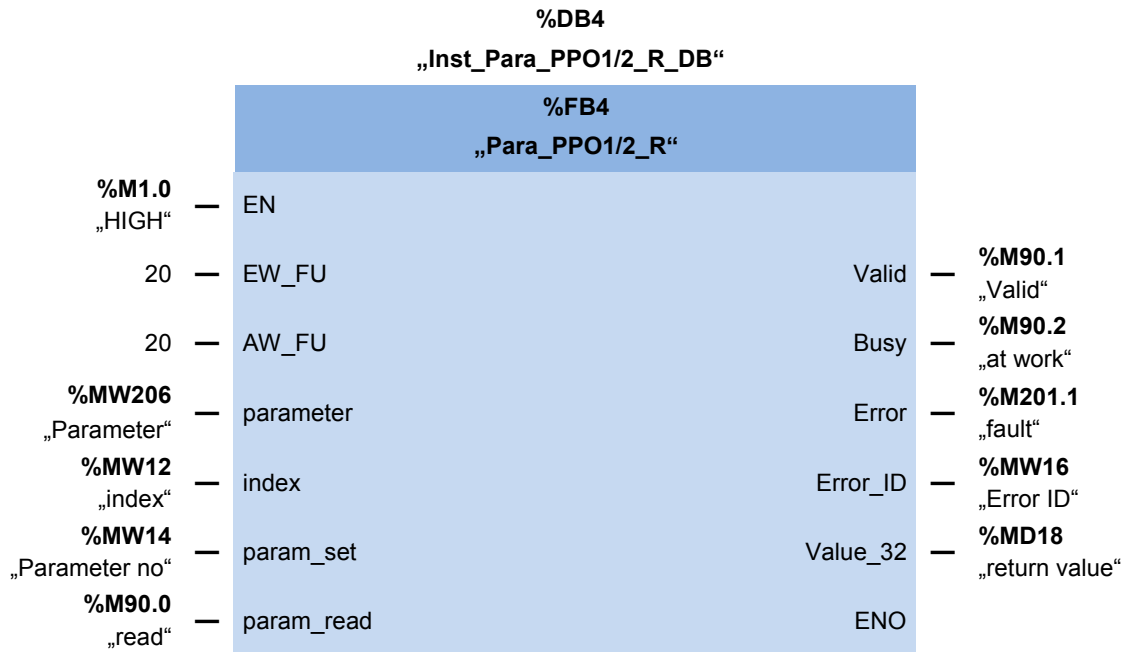 %DB4
„Inst_Para_PPO1/2_R_DB“
%FB4
„Para_PPO1/2_R“
%M1.0
„HIGH“
EN
20
EW_FU
Valid
%M90.1
„Valid“
20
AW_FU
Busy
%M90.2
„at work“
%MW206
„Parameter“
parameter
Error
%M201.1
„fault“
%MW12
„index“
index
Error_ID
%MW16
„Error ID“
%MW14
„Parameter no“
param_set
Value_32
%MD18
„return value“
%M90.0
„read“
param_read
ENO